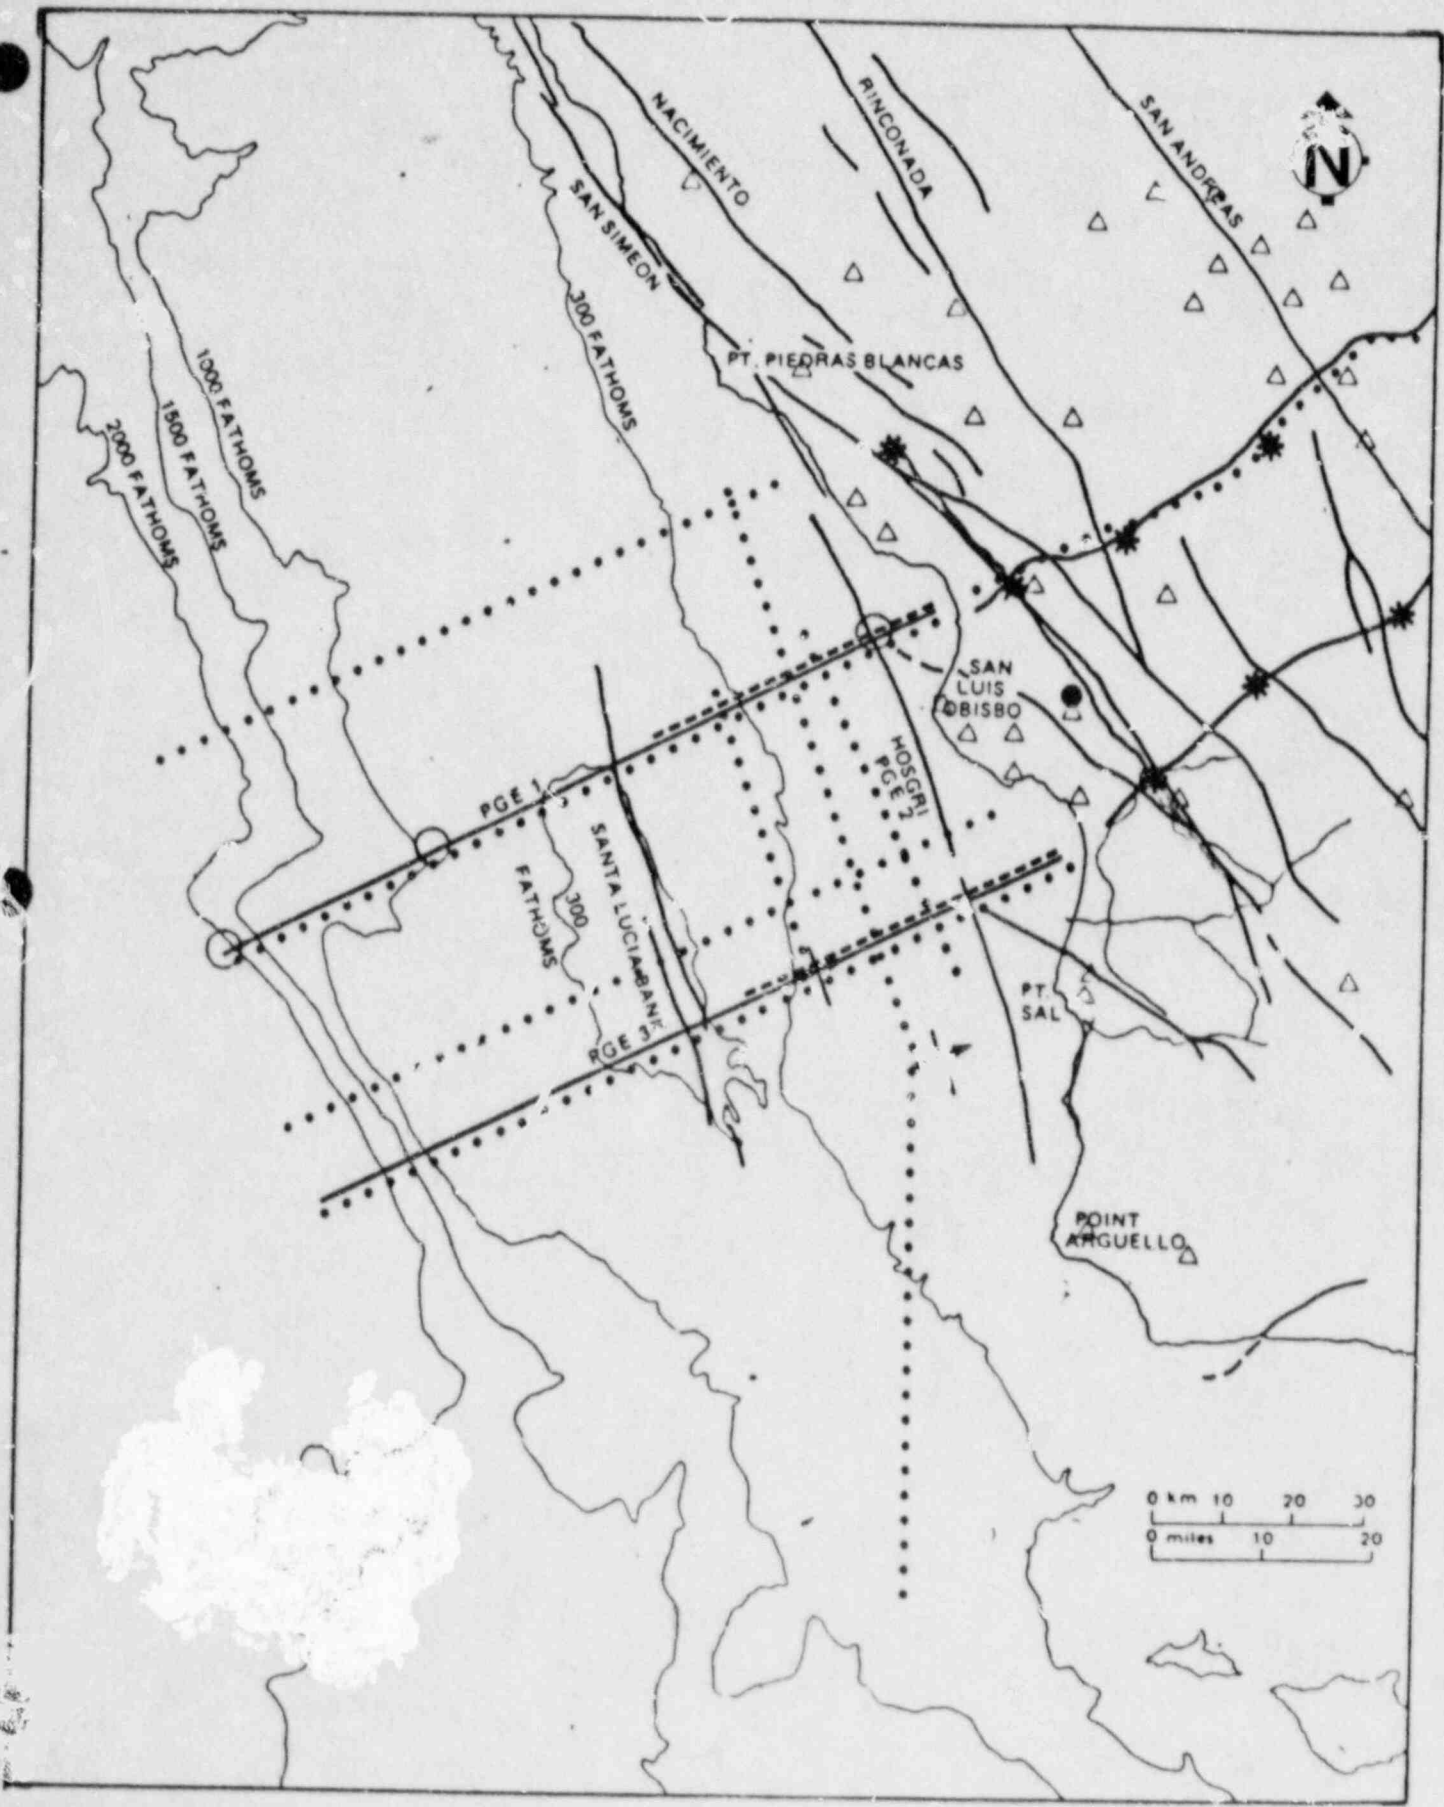 NACIMIENTO
RINCONADA
SAN ANDREAS
N
SAN SIMEON
300 FATHOMS
PT. PIEDRAS BLANCAS
1000 FATHOMS
1500 FATHOMS
2000 FATHOMS
SAN
LUIS
OBISBO
HOSGRI
PGE 2
PGE 1
SANTA LUCIA BANK
300
FATHOMS
PT.
SAL
PGE 3
POINT
ARGUELLO
0 km 10 20 30
0 miles 10 20